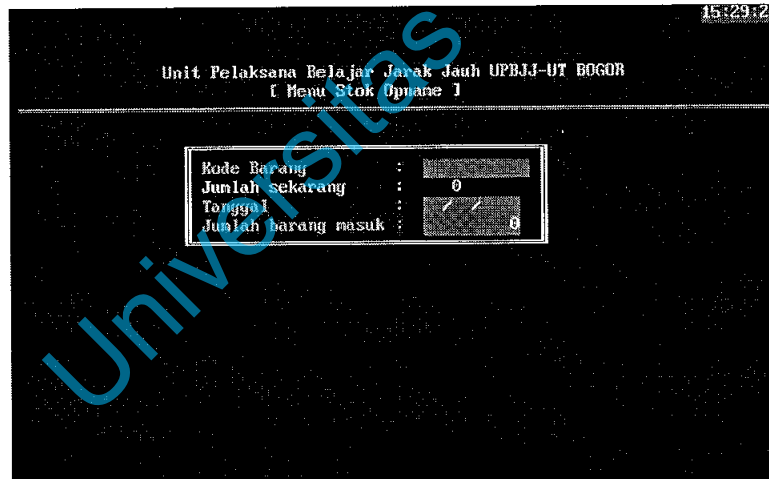 15:29:2
Unit Pelaksana Belajar Jarak Jauh UPBJJ-UT BOGOR
[ Menu Stok Opname ]
Kode Barang :
Jumlah sekarang : 0
Tanggal : / /
Jumlah barang masuk : 0
Universitas